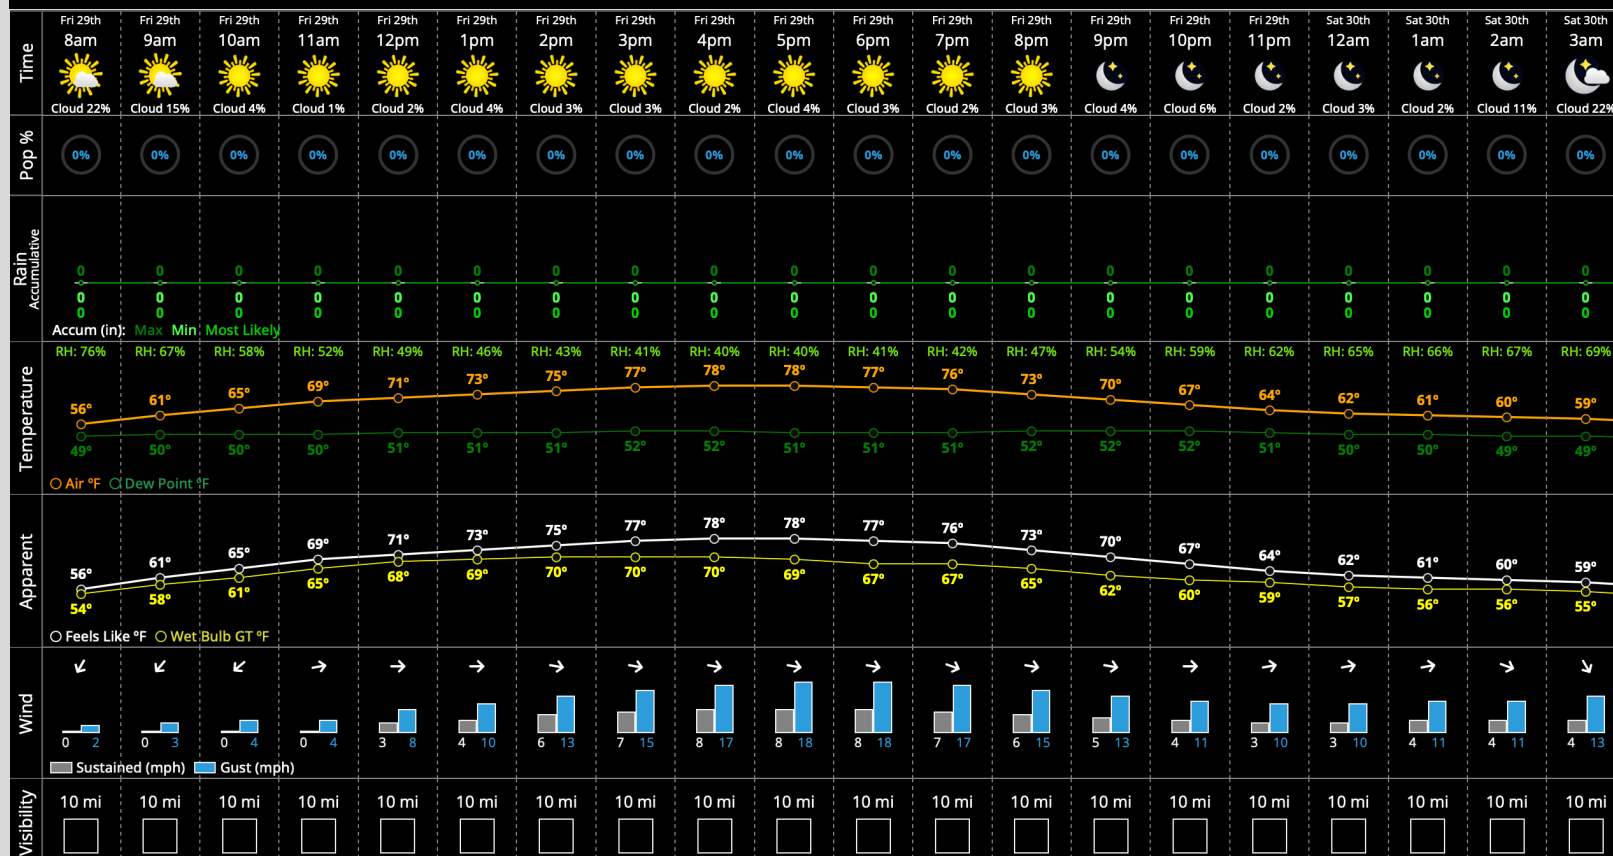 Time
Fri 29th Fri 29th Fri 29th Fri 29th Fri 29th Fri 29th Fri 29th Fri 29th Fri 29th Fri 29th Fri 29th Fri 29th Fri 29th Fri 29th Fri 29th Fri 29th Sat 30th Sat 30th Sat 30th Sat 30th
8am 9am 10am 11am 12pm 1pm 2pm 3pm 4pm 5pm 6pm 7pm 8pm 9pm 10pm 11pm 12am 1am 2am 3am
Cloud 22% Cloud 15% Cloud 4% Cloud 1% Cloud 2% Cloud 4% Cloud 3% Cloud 3% Cloud 2% Cloud 4% Cloud 3% Cloud 2% Cloud 3% Cloud 4% Cloud 6% Cloud 2% Cloud 3% Cloud 2% Cloud 11% Cloud 22%
Pop %
0% 0% 0% 0% 0% 0% 0% 0% 0% 0% 0% 0% 0% 0% 0% 0% 0% 0% 0% 0%
Rain
Accumulative
0 0 0 0 0 0 0 0 0 0 0 0 0 0 0 0 0 0 0 0
0 0 0 0 0 0 0 0 0 0 0 0 0 0 0 0 0 0 0 0
0 0 0 0 0 0 0 0 0 0 0 0 0 0 0 0 0 0 0 0
Accum (in): Max Min Most Likely
Temperature
RH: 76% RH: 67% RH: 58% RH: 52% RH: 49% RH: 46% RH: 43% RH: 41% RH: 40% RH: 40% RH: 41% RH: 42% RH: 47% RH: 54% RH: 59% RH: 62% RH: 65% RH: 66% RH: 67% RH: 69%
56° 61° 65° 69° 71° 73° 75° 77° 78° 78° 77° 76° 73° 70° 67° 64° 62° 61° 60° 59°
49° 50° 50° 50° 51° 51° 51° 52° 52° 51° 51° 51° 52° 52° 52° 51° 50° 50° 49° 49°
Air °F Dew Point °F
Apparent
56° 61° 65° 69° 71° 73° 75° 77° 78° 78° 77° 76° 73° 70° 67° 64° 62° 61° 60° 59°
54° 58° 61° 65° 68° 69° 70° 70° 70° 69° 67° 67° 65° 62° 60° 59° 57° 56° 56° 55°
Feels Like °F Wet Bulb GT °F
Wind
0 2 0 3 0 4 0 4 3 8 4 10 6 13 7 15 8 17 8 18 8 18 7 17 6 15 5 13 4 11 3 10 3 10 4 11 4 11 4 13
Sustained (mph) Gust (mph)
Visibility
10 mi 10 mi 10 mi 10 mi 10 mi 10 mi 10 mi 10 mi 10 mi 10 mi 10 mi 10 mi 10 mi 10 mi 10 mi 10 mi 10 mi 10 mi 10 mi 10 mi